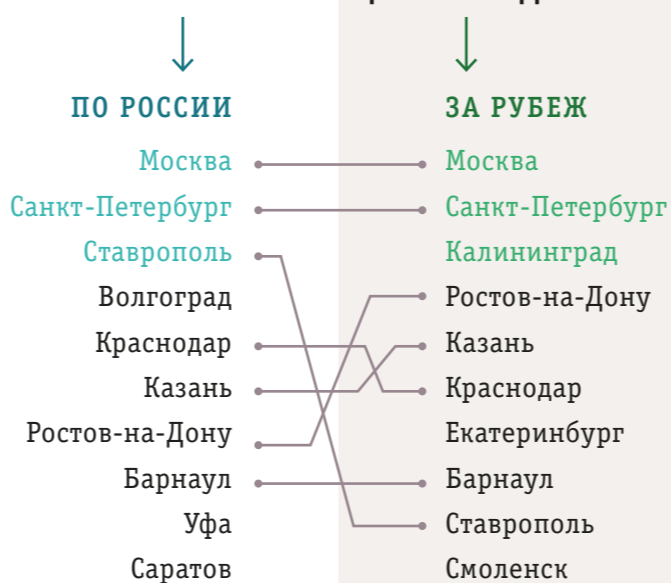 ПО РОССИИ
Москва
Санкт-Петербург
Ставрополь
Волгоград
Краснодар
Казань
Ростов-на-Дону
Барнаул
Уфа
Саратов
ЗА РУБЕЖ
Москва
Санкт-Петербург
Калининград
Ростов-на-Дону
Казань
Краснодар
Екатеринбург
Барнаул
Ставрополь
Смоленск